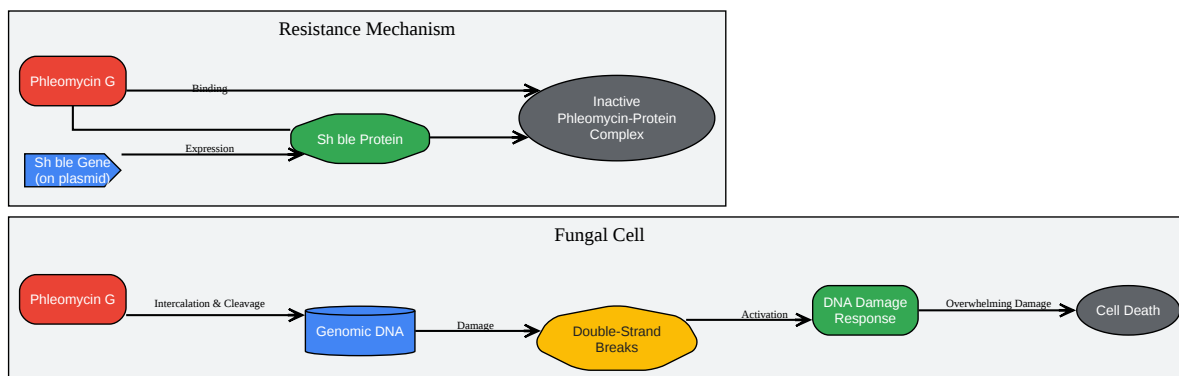 Resistance Mechanism
Phleomycin G
Binding
Inactive
Phleomycin-Protein
Complex
Sh ble Protein
Expression
Sh ble Gene
(on plasmid)
Fungal Cell
Phleomycin G
Intercalation & Cleavage
Genomic DNA
Damage
Double-Strand
Breaks
Activation
DNA Damage
Response
Overwhelming Damage
Cell Death